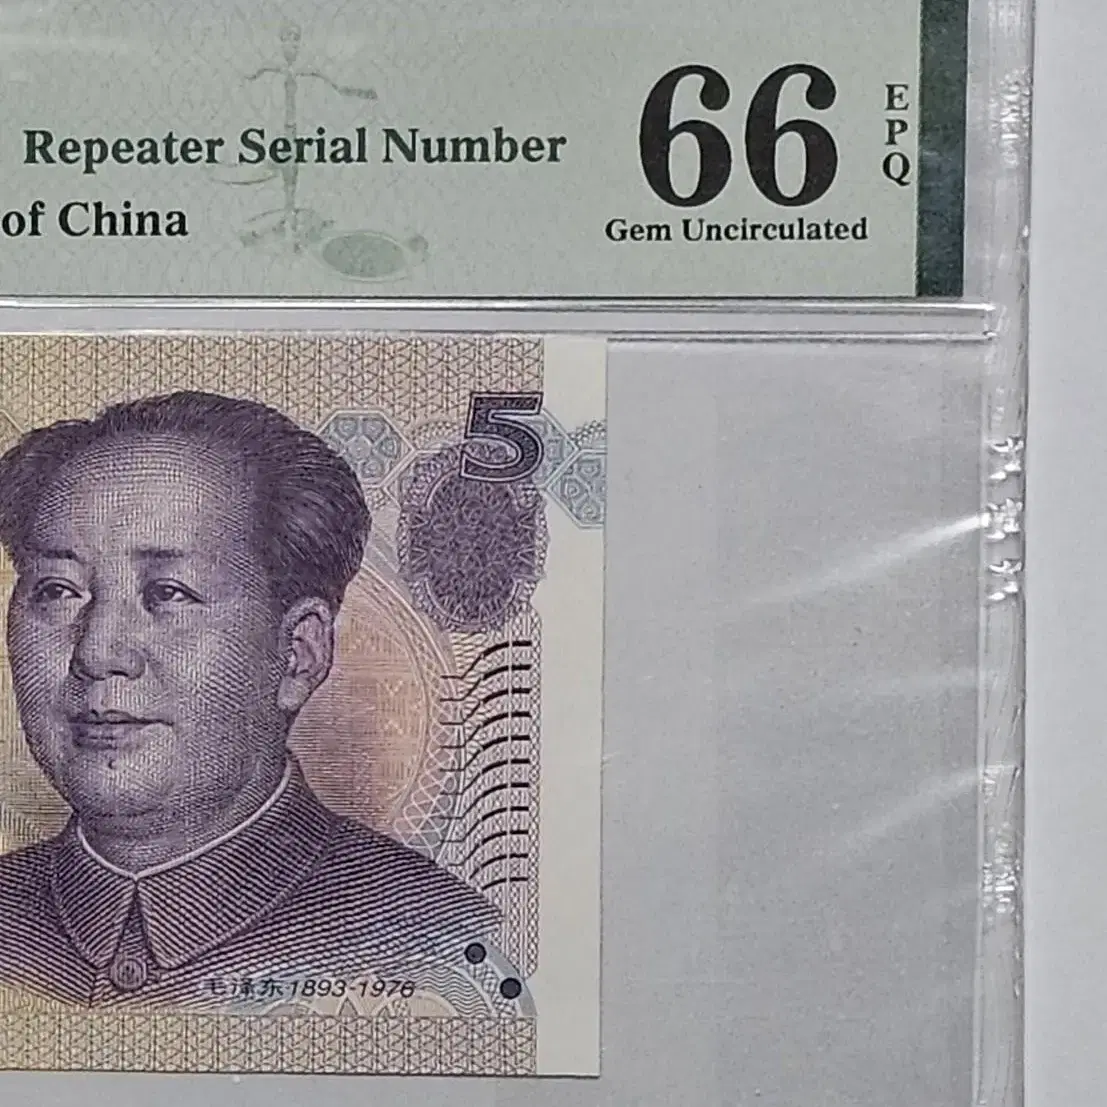 Repeater Serial Number
of China
66
EPQ
Gem Uncirculated
5
毛泽东1893-1976